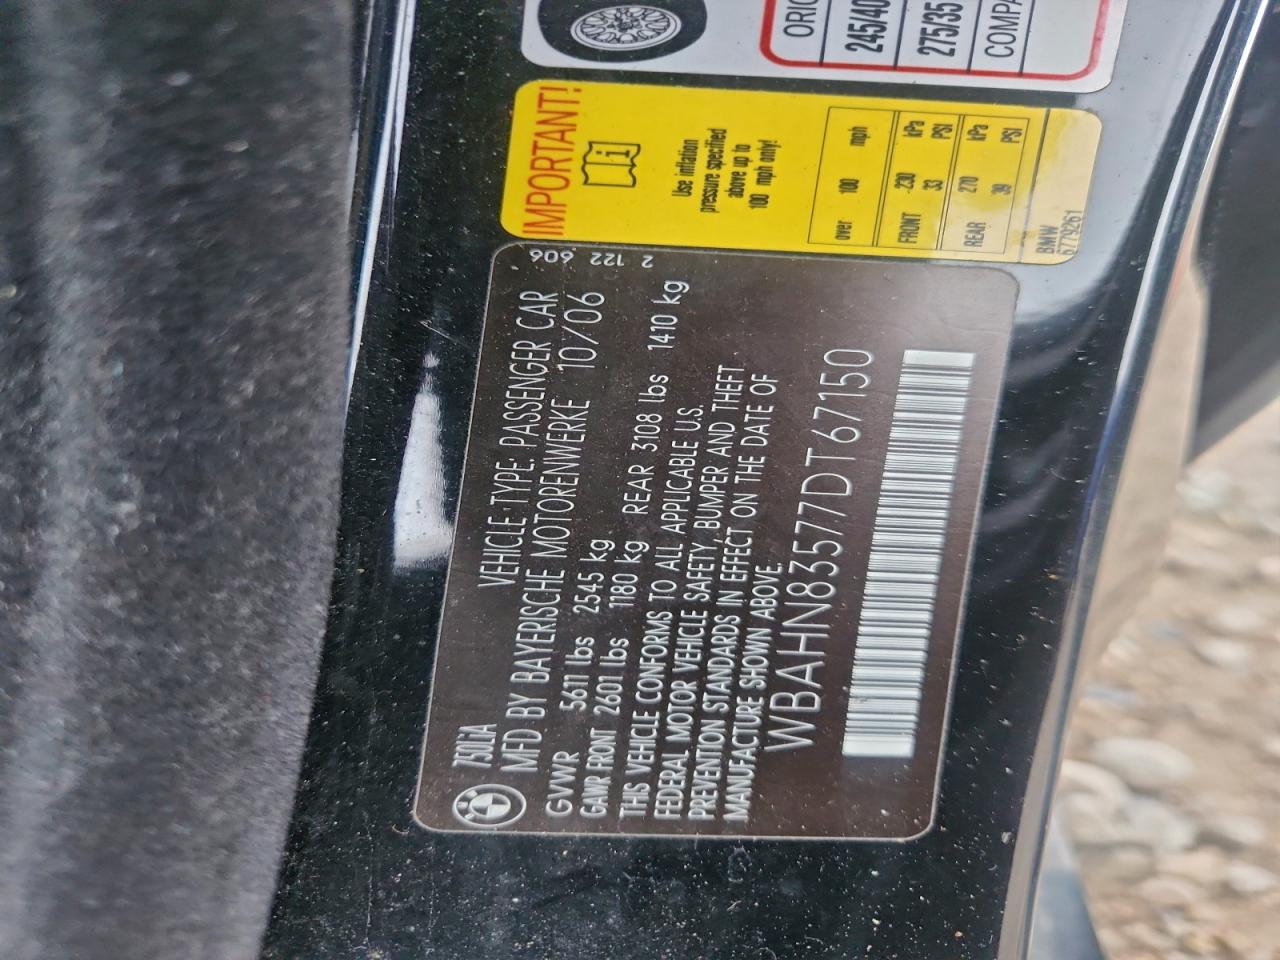 7501A
VEHICLE TYPE: PASSENGER CAR
MFD BY BAYERISCHE MOTORENWERKE 10/06
GVWR 5611 lbs 2545 kg
GAWR FRONT 2601 lbs 1180 kg REAR 3108 lbs 1410 kg
THIS VEHICLE CONFORMS TO ALL APPLICABLE U.S.
FEDERAL MOTOR VEHICLE SAFETY, BUMPER AND THEFT
PREVENTION STANDARDS IN EFFECT ON THE DATE OF
MANUFACTURE SHOWN ABOVE.
WBAHN83577DT67150
606
122
2
IMPORTANT!
Use inflation
pressure specified
above up to
100 mph only!
over 100 mph
FRONT 230 kPa
33 PSI
REAR 270 kPa
39 PSI
BMW
6779261
245/40
275/35